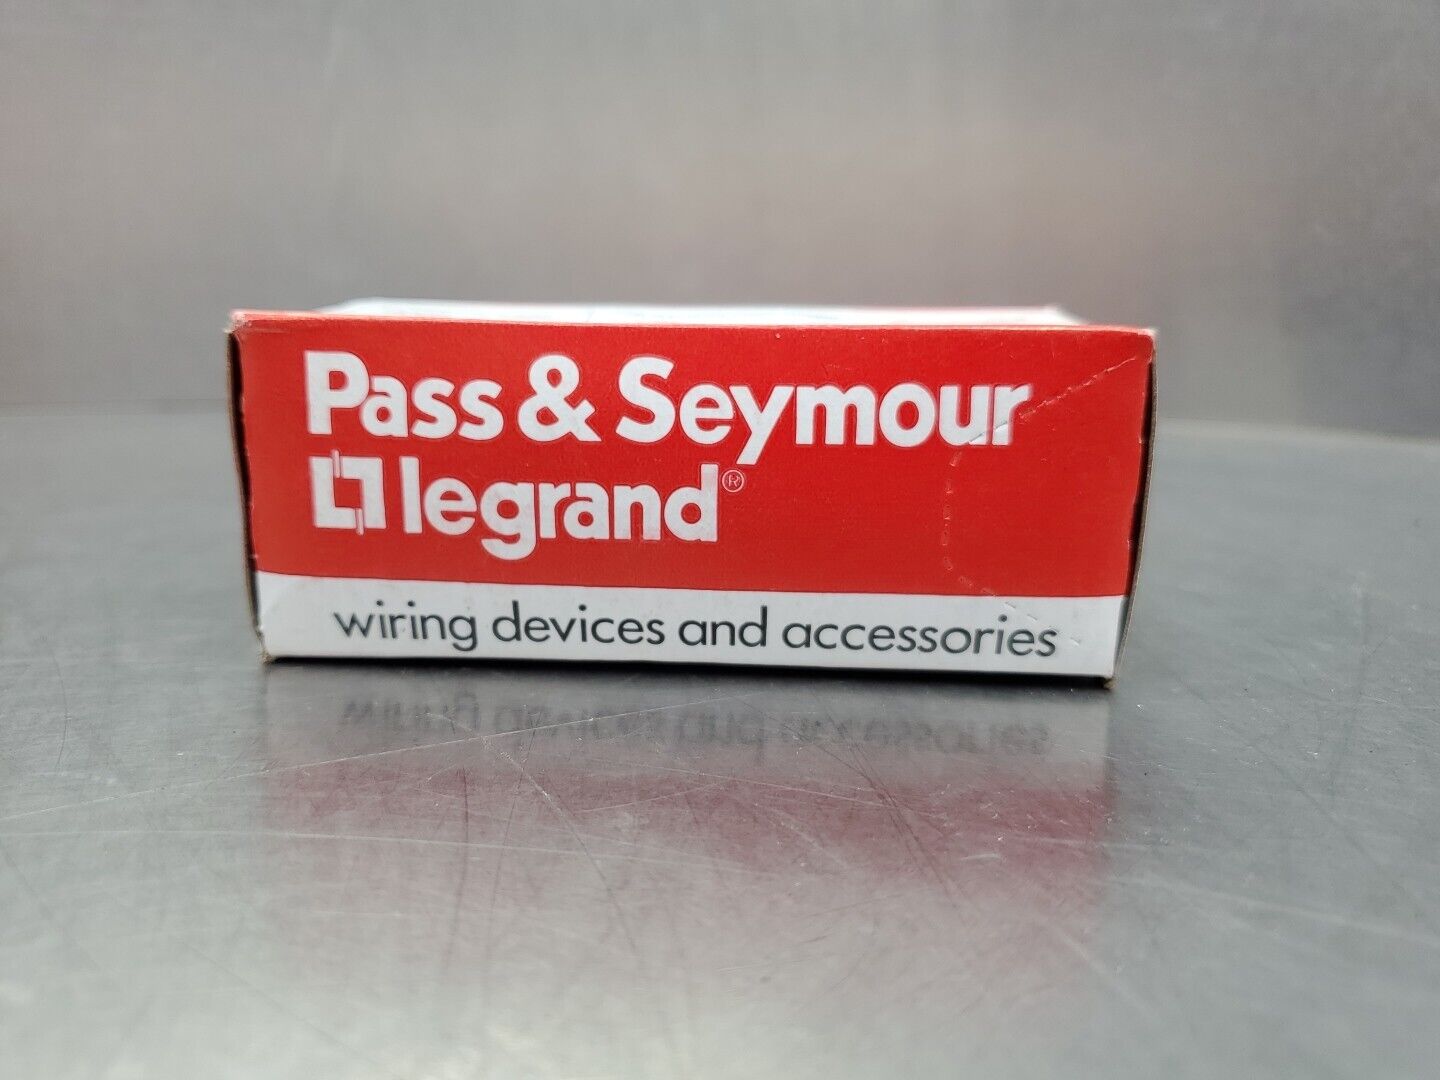 Pass & Seymour
legrand®
wiring devices and accessories